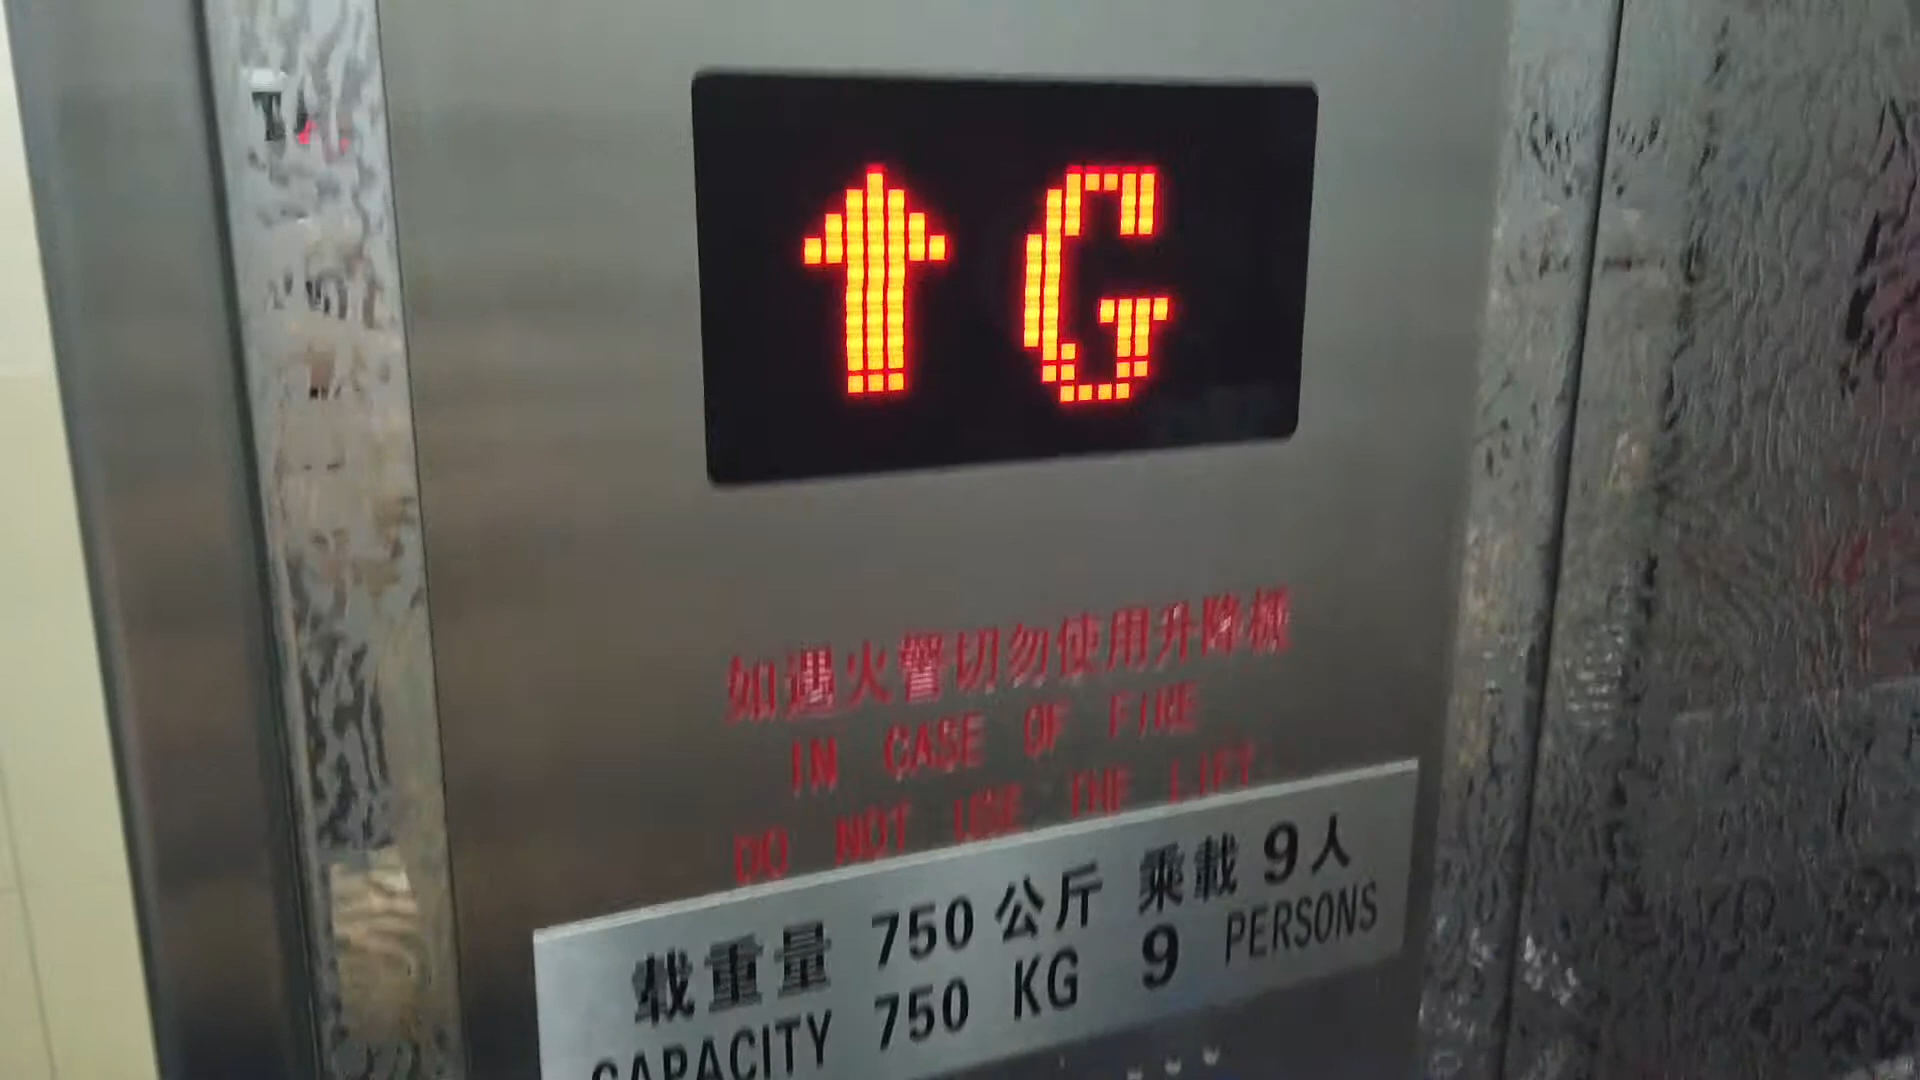 ↑ G
如遇火警切勿使用升降機
IN CASE OF FIRE
DO NOT USE THE LIFT
載重量 750 公斤 乘載 9 人
CAPACITY 750 KG 9 PERSONS